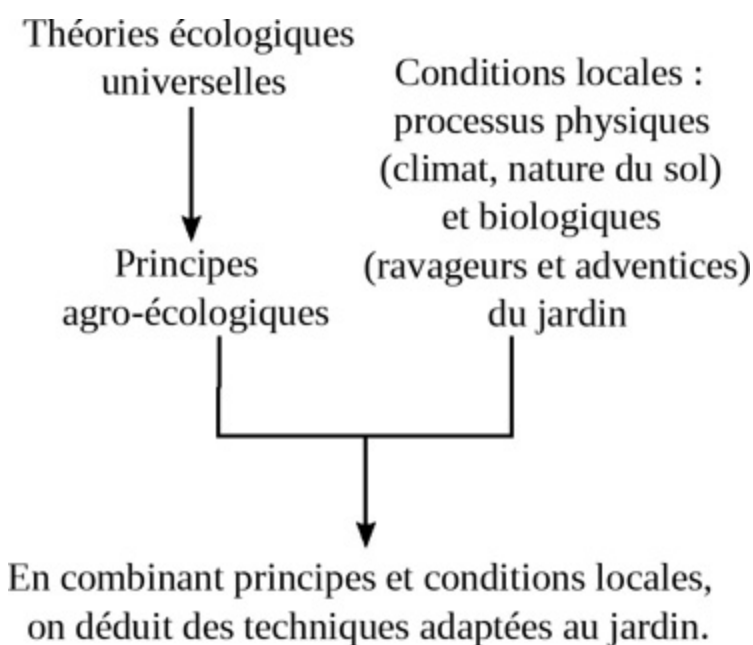 Théories écologiques
universelles
Conditions locales :
processus physiques
(climat, nature du sol)
et biologiques
(ravageurs et adventices)
du jardin
Principes
agro-écologiques
En combinant principes et conditions locales,
on déduit des techniques adaptées au jardin.